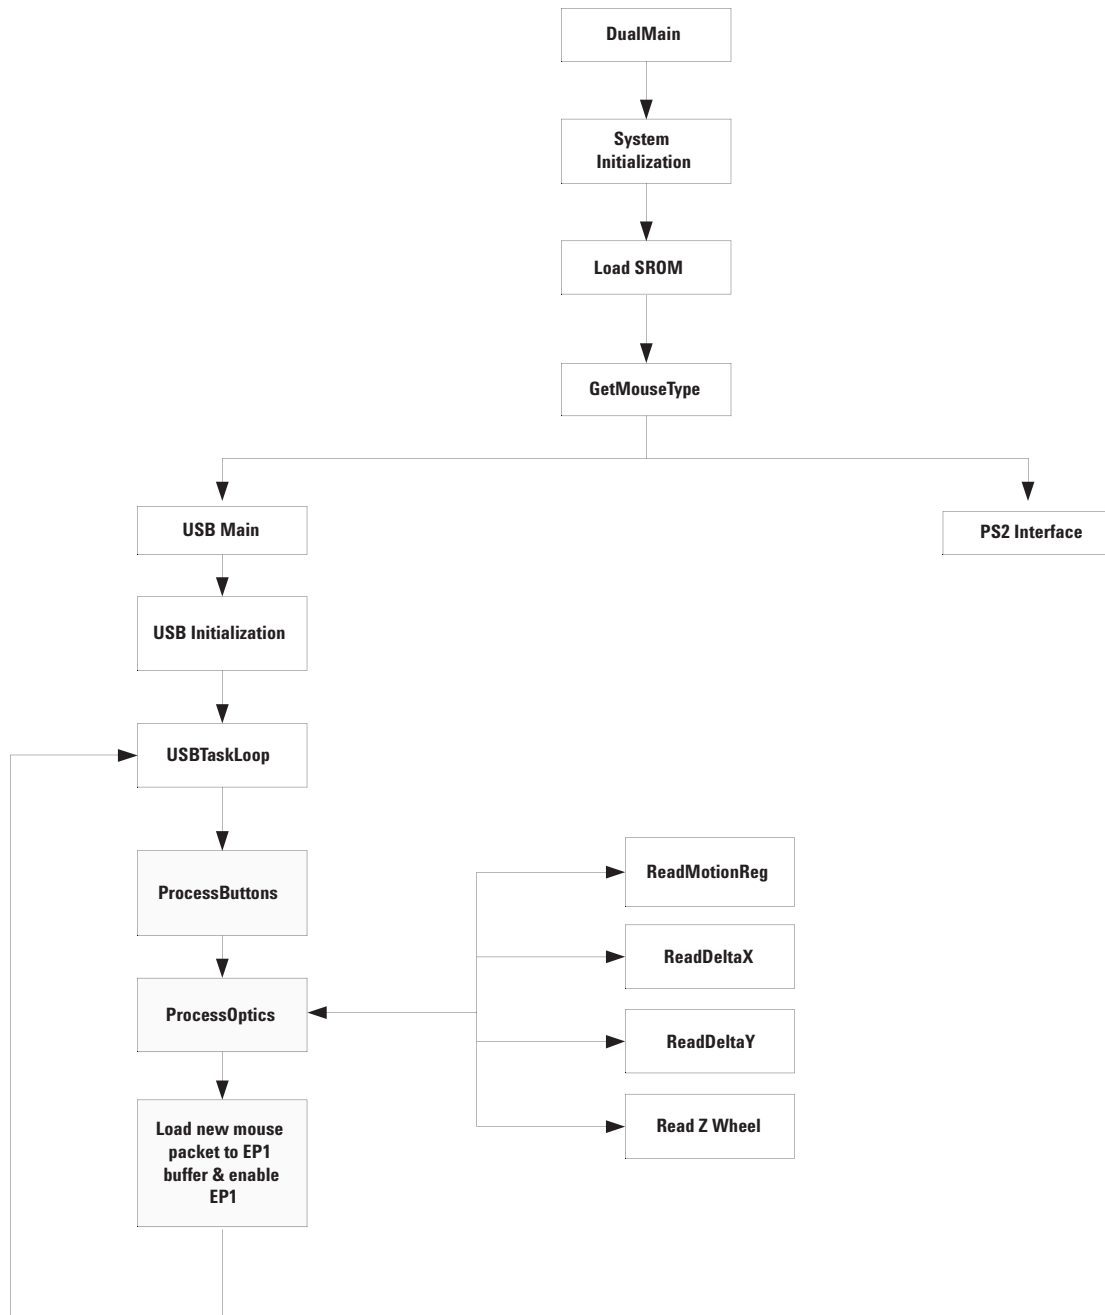 DualMain
System
Initialization
Load SROM
GetMouseType
USB Main
PS2 Interface
USB Initialization
USBTaskLoop
ProcessButtons
ReadMotionReg
ReadDeltaX
ProcessOptics
ReadDeltaY
Load new mouse
packet to EP1
buffer & enable
EP1
Read Z Wheel